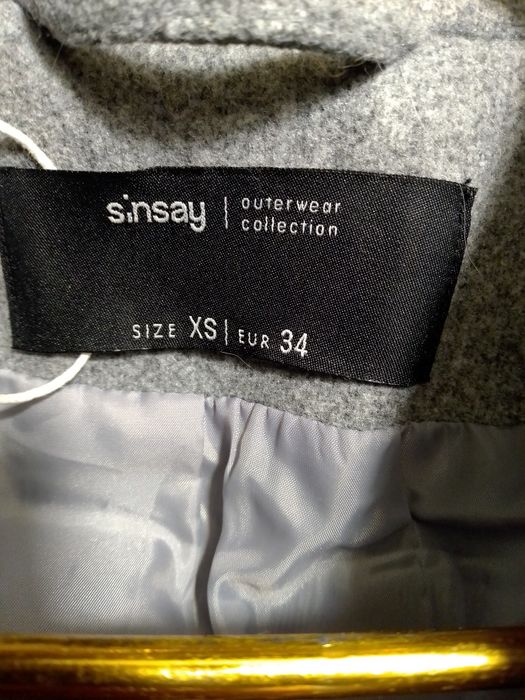 sinsay | outerwear
collection
SIZE XS | EUR 34